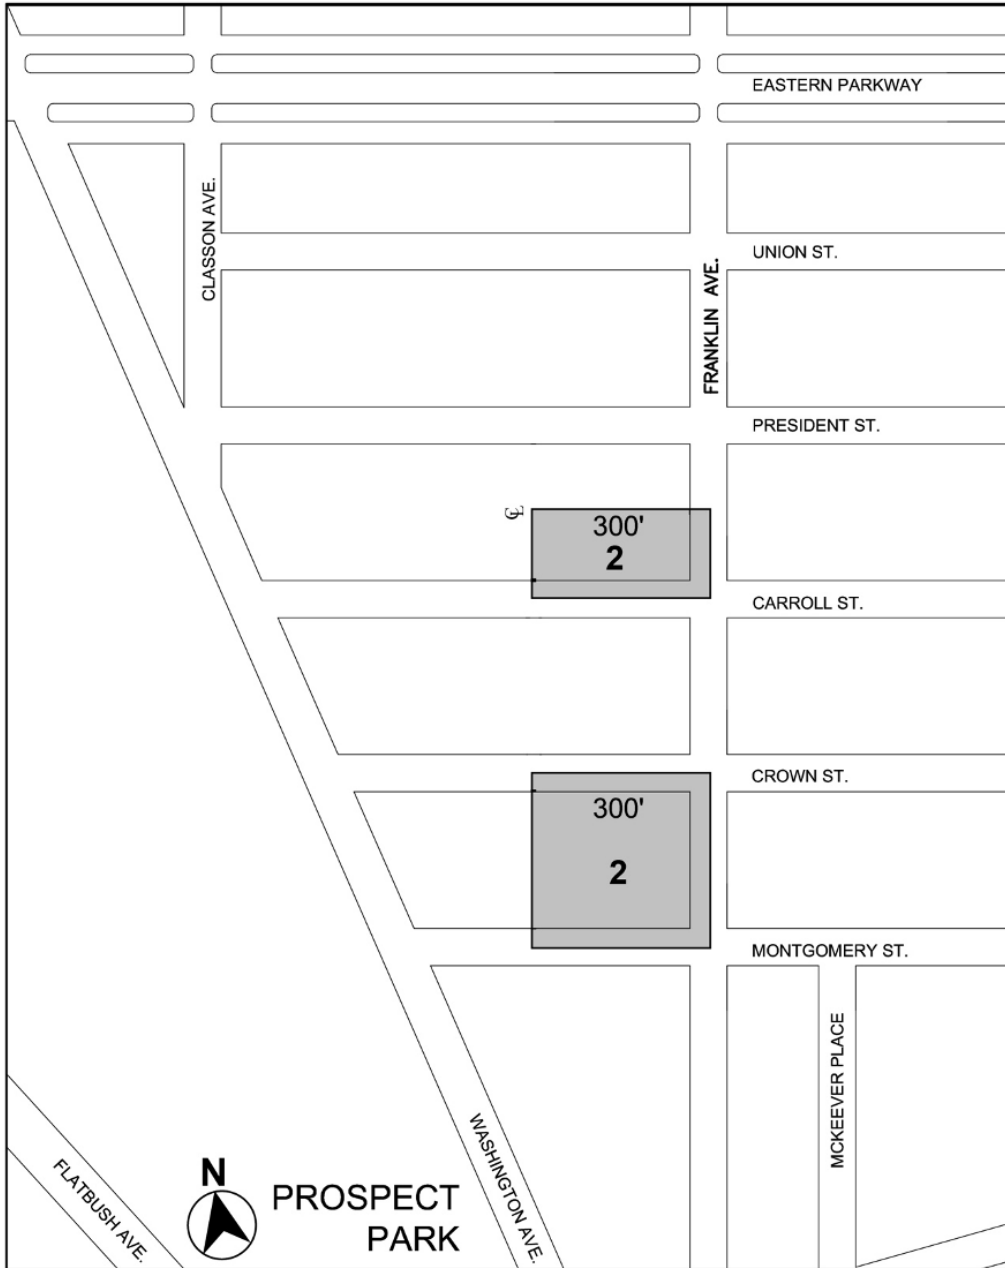 EASTERN PARKWAY
CLASSON AVE.
UNION ST.
FRANKLIN AVE.
PRESIDENT ST.
℄
300'
2
CARROLL ST.
CROWN ST.
300'
2
MONTGOMERY ST.
MCKEEVER PLACE
WASHINGTON AVE.
FLATBUSH AVE.
N
PROSPECT
PARK